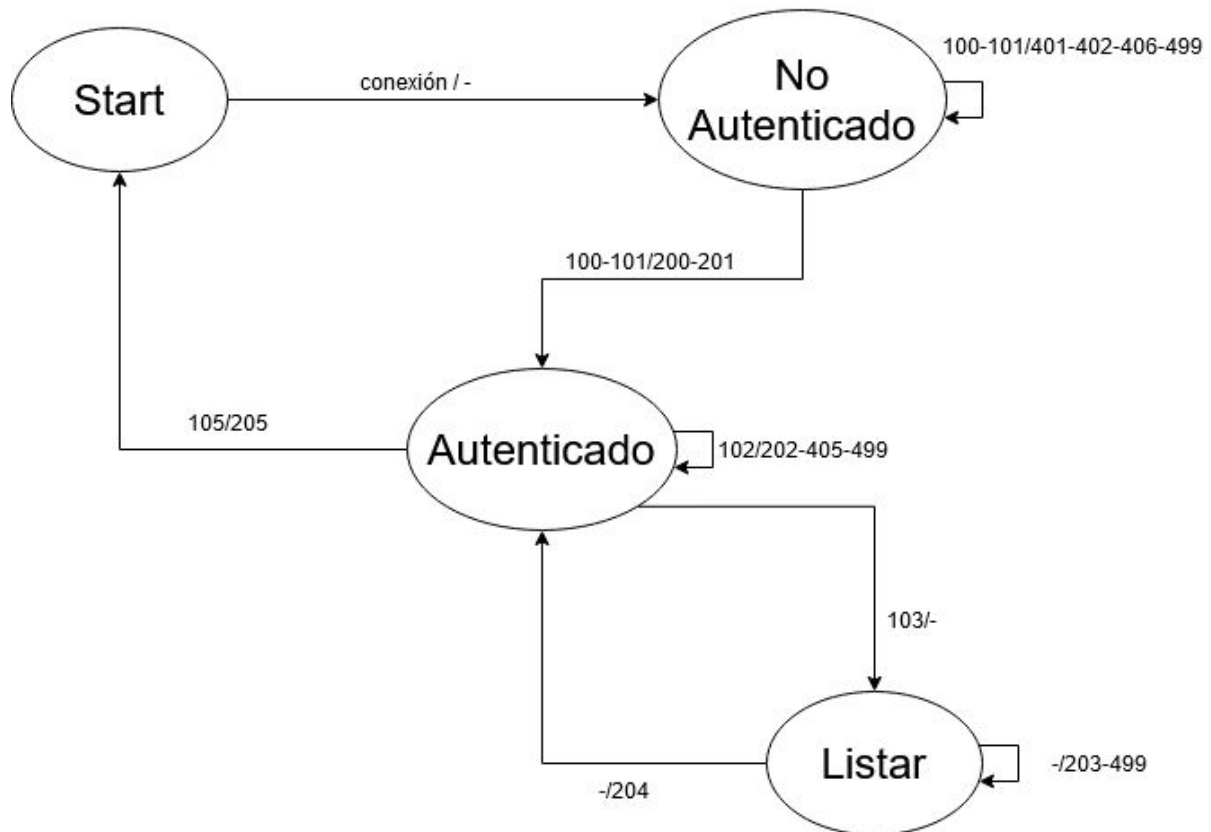 Start
conexión / -
No
Autenticado
100-101/401-402-406-499
100-101/200-201
105/205
Autenticado
102/202-405-499
103/-
-/204
Listar
-/203-499